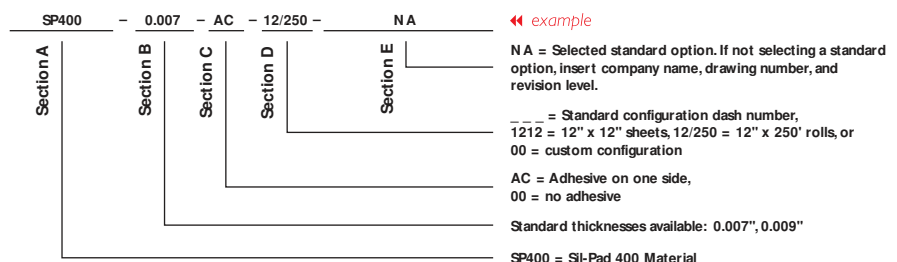 SP400 – 0.007 – AC – 12/250 – NA
◀◀ example
Section A
Section B
Section C
Section D
Section E
NA = Selected standard option. If not selecting a standard
option, insert company name, drawing number, and
revision level.
_ _ _ = Standard configuration dash number,
1212 = 12" x 12" sheets, 12/250 = 12" x 250' rolls, or
00 = custom configuration
AC = Adhesive on one side,
00 = no adhesive
Standard thicknesses available: 0.007", 0.009"
SP400 = Sil-Pad 400 Material